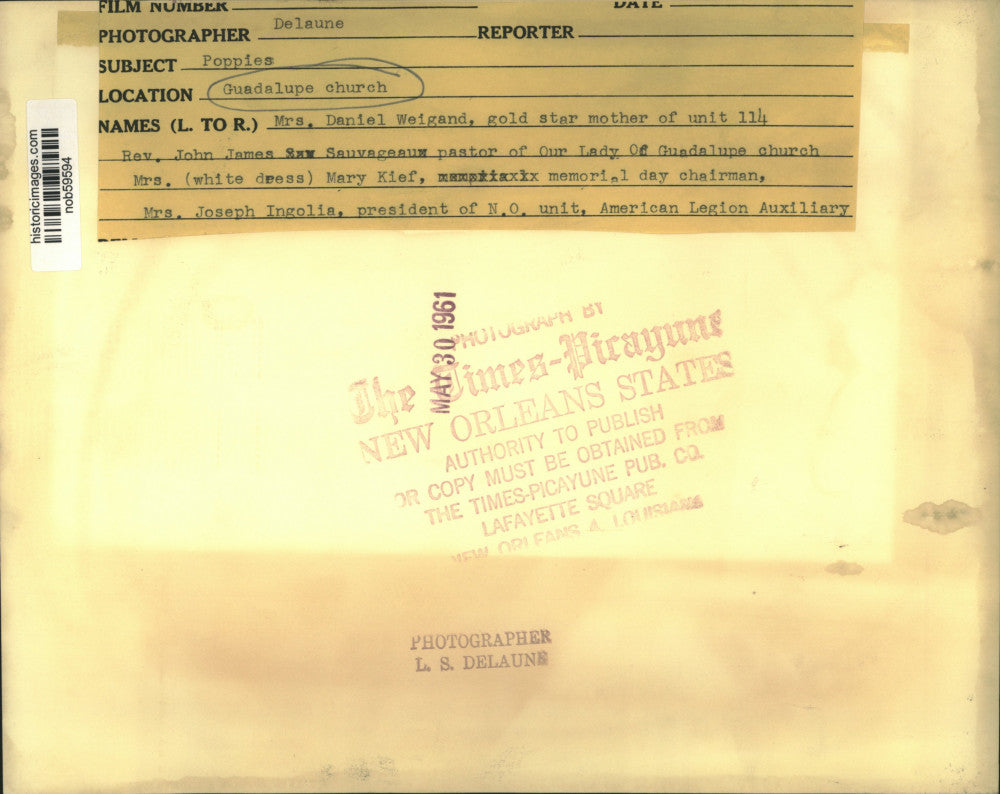 FILM NUMBER
DATE
PHOTOGRAPHER Delaune REPORTER
SUBJECT Poppies
LOCATION Guadalupe church
NAMES (L. TO R.) Mrs. Daniel Weigand, gold star mother of unit 114
Rev. John James Sauvageaux pastor of Our Lady Of Guadalupe church
Mrs. (white dress) Mary Kief, memorial day chairman,
Mrs. Joseph Ingolia, president of N.O. unit, American Legion Auxiliary
historicimages.com
nob59594
MAY 30 1961
PHOTOGRAPH BY
The Times-Picayune
NEW ORLEANS STATES
AUTHORITY TO PUBLISH
OR COPY MUST BE OBTAINED FROM
THE TIMES-PICAYUNE PUB. CO.
LAFAYETTE SQUARE
NEW ORLEANS 4, LOUISIANA
PHOTOGRAPHER
L. S. DELAUNE